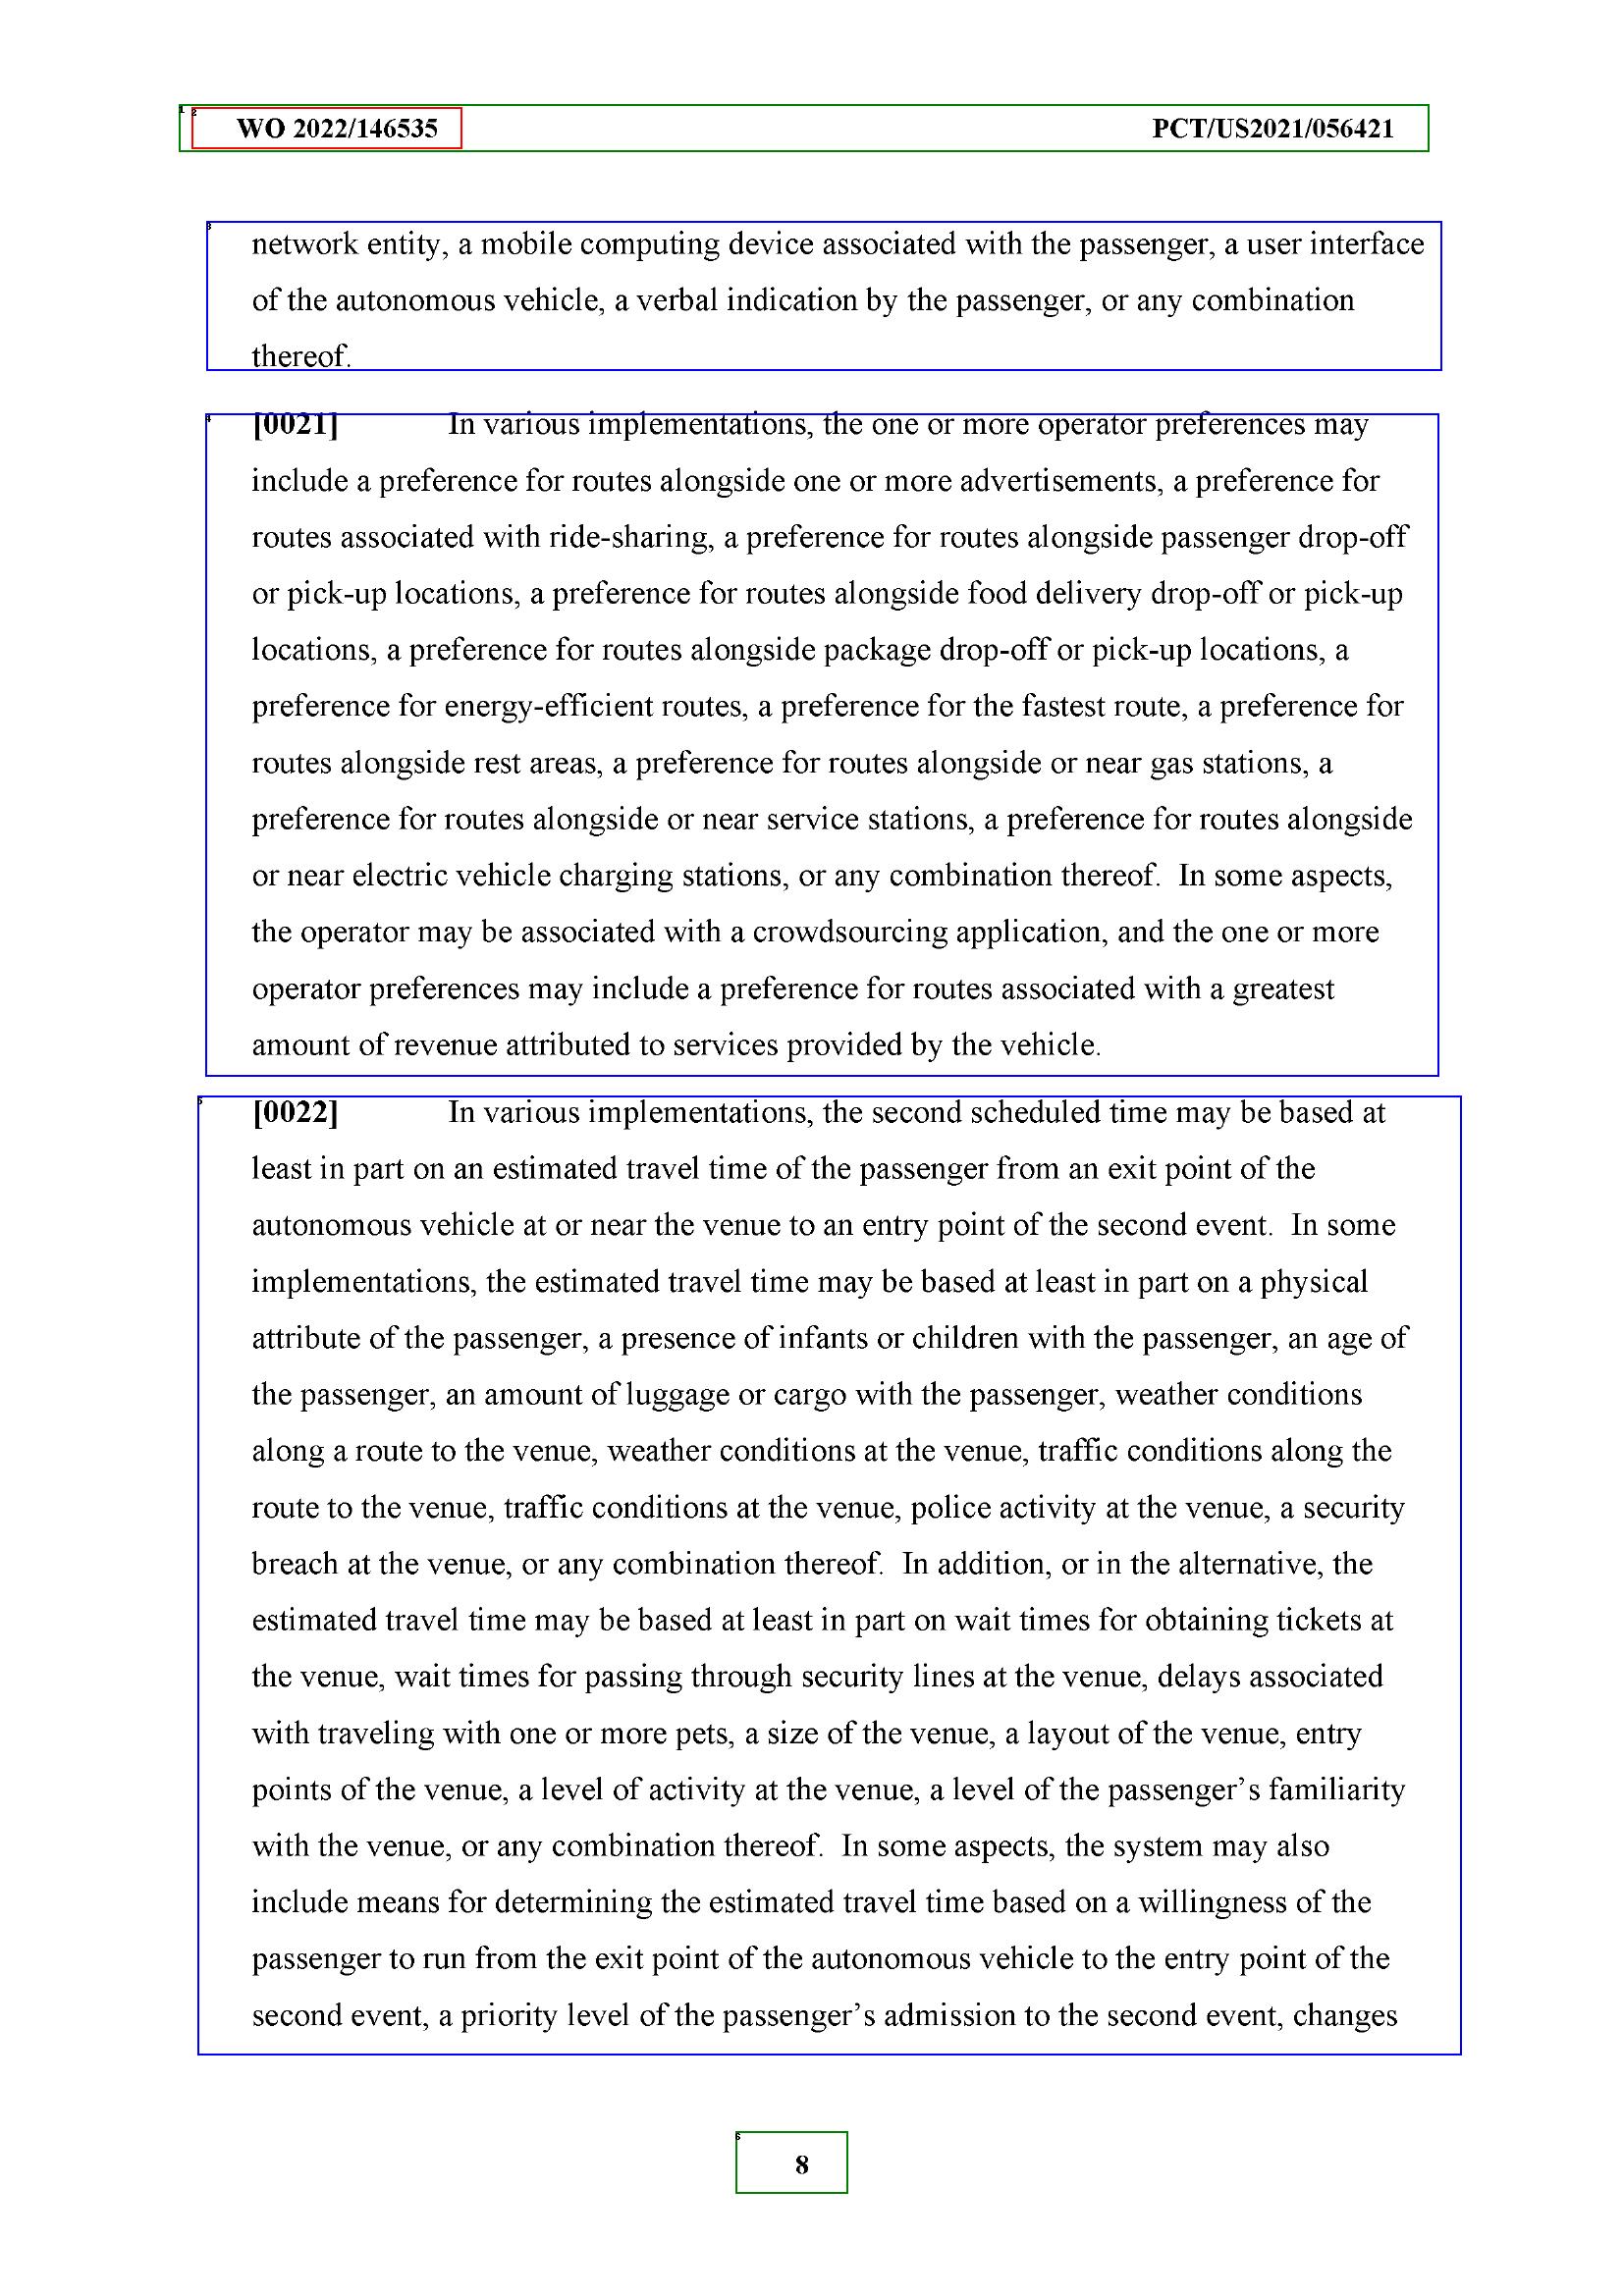 WO 2022/146535 PCT/US2021/056421
network entity, a mobile computing device associated with the passenger, a user interface
of the autonomous vehicle, a verbal indication by the passenger, or any combination
thereof.
[0021] In various implementations, the one or more operator preferences may
include a preference for routes alongside one or more advertisements, a preference for
routes associated with ride-sharing, a preference for routes alongside passenger drop-off
or pick-up locations, a preference for routes alongside food delivery drop-off or pick-up
locations, a preference for routes alongside package drop-off or pick-up locations, a
preference for energy-efficient routes, a preference for the fastest route, a preference for
routes alongside rest areas, a preference for routes alongside or near gas stations, a
preference for routes alongside or near service stations, a preference for routes alongside
or near electric vehicle charging stations, or any combination thereof.  In some aspects,
the operator may be associated with a crowdsourcing application, and the one or more
operator preferences may include a preference for routes associated with a greatest
amount of revenue attributed to services provided by the vehicle.
[0022] In various implementations, the second scheduled time may be based at
least in part on an estimated travel time of the passenger from an exit point of the
autonomous vehicle at or near the venue to an entry point of the second event.  In some
implementations, the estimated travel time may be based at least in part on a physical
attribute of the passenger, a presence of infants or children with the passenger, an age of
the passenger, an amount of luggage or cargo with the passenger, weather conditions
along a route to the venue, weather conditions at the venue, traffic conditions along the
route to the venue, traffic conditions at the venue, police activity at the venue, a security
breach at the venue, or any combination thereof.  In addition, or in the alternative, the
estimated travel time may be based at least in part on wait times for obtaining tickets at
the venue, wait times for passing through security lines at the venue, delays associated
with traveling with one or more pets, a size of the venue, a layout of the venue, entry
points of the venue, a level of activity at the venue, a level of the passenger’s familiarity
with the venue, or any combination thereof.  In some aspects, the system may also
include means for determining the estimated travel time based on a willingness of the
passenger to run from the exit point of the autonomous vehicle to the entry point of the
second event, a priority level of the passenger’s admission to the second event, changes
8